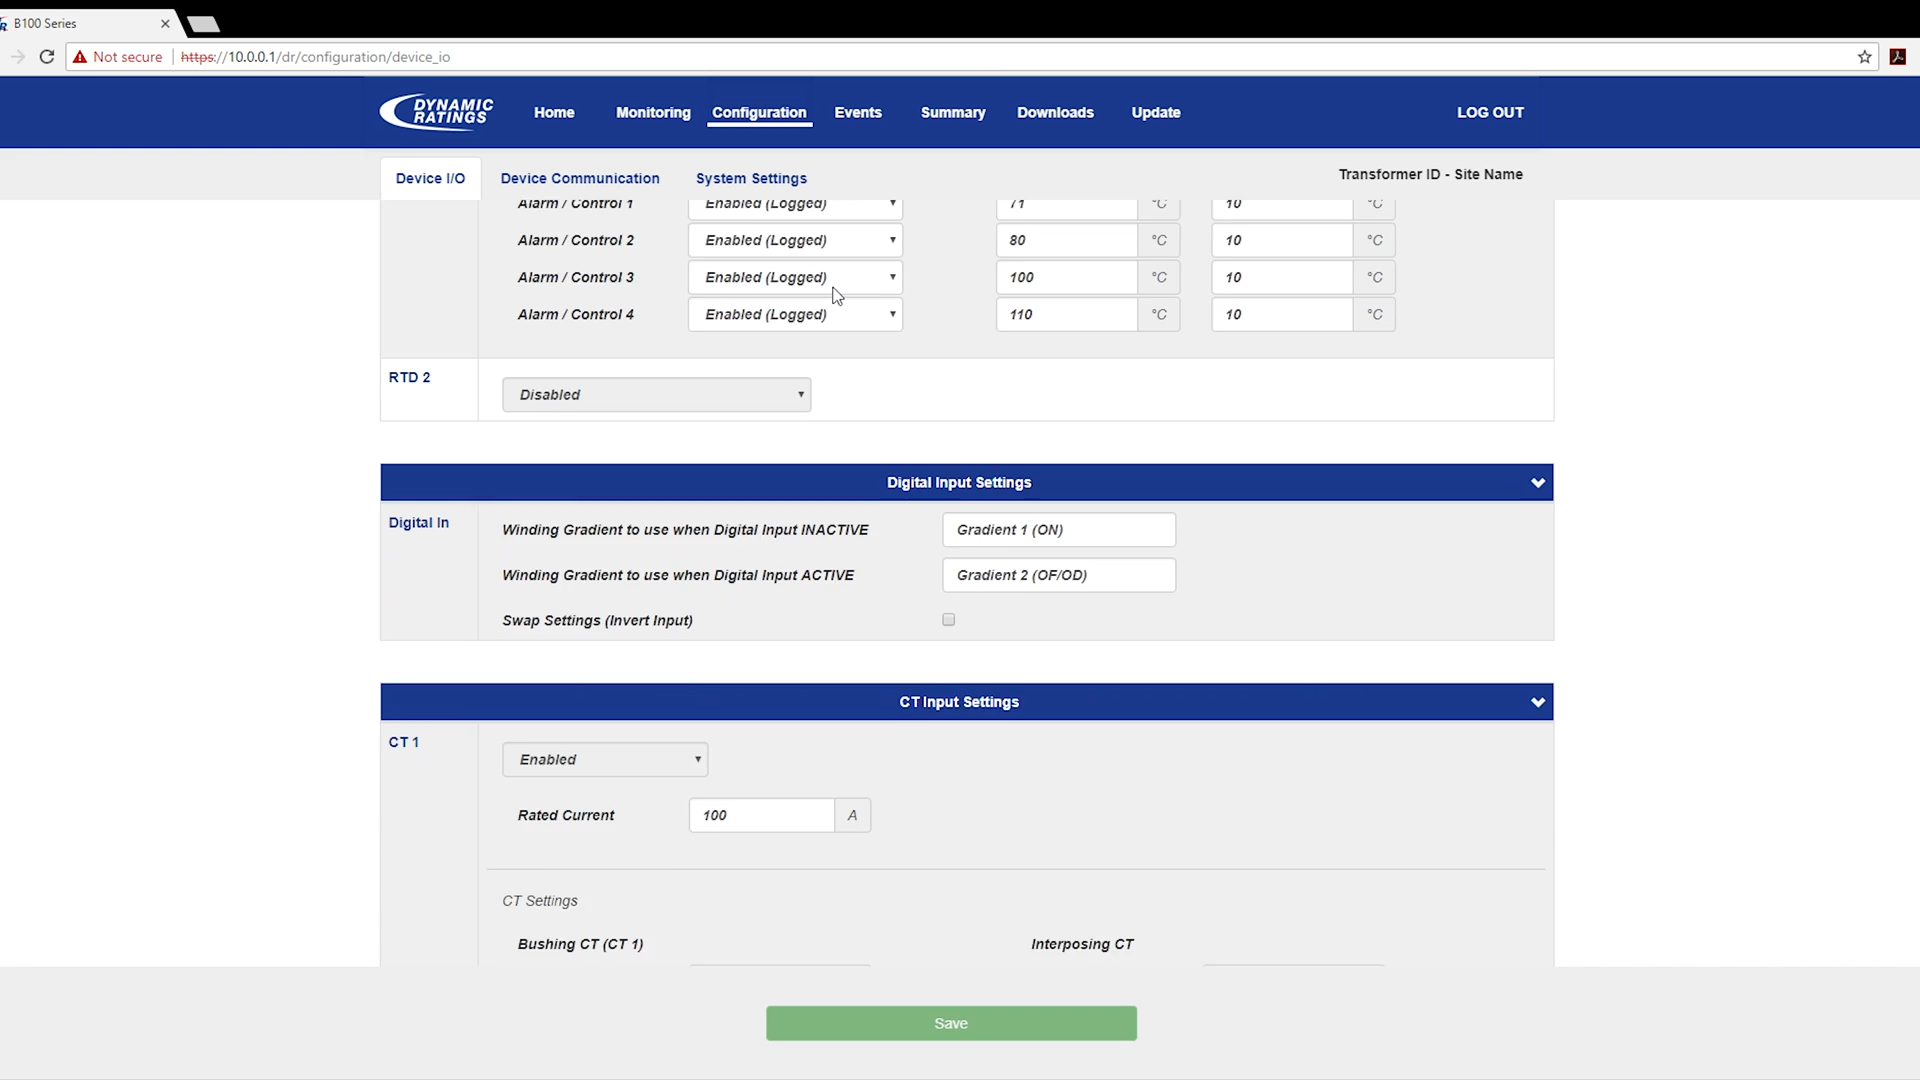 B100 Series
Not secure https://10.0.0.1/dr/configuration/device_io
DYNAMIC RATINGS
Home Monitoring Configuration Events Summary Downloads Update LOG OUT
Device I/O Device Communication System Settings Transformer ID - Site Name
Alarm / Control 1 Enabled (Logged) 71 °C 10 °C
Alarm / Control 2 Enabled (Logged) 80 °C 10 °C
Alarm / Control 3 Enabled (Logged) 100 °C 10 °C
Alarm / Control 4 Enabled (Logged) 110 °C 10 °C
RTD 2
Disabled
Digital Input Settings
Digital In
Winding Gradient to use when Digital Input INACTIVE Gradient 1 (ON)
Winding Gradient to use when Digital Input ACTIVE Gradient 2 (OF/OD)
Swap Settings (Invert Input)
CT Input Settings
CT 1
Enabled
Rated Current 100 A
CT Settings
Bushing CT (CT 1) Interposing CT
Save